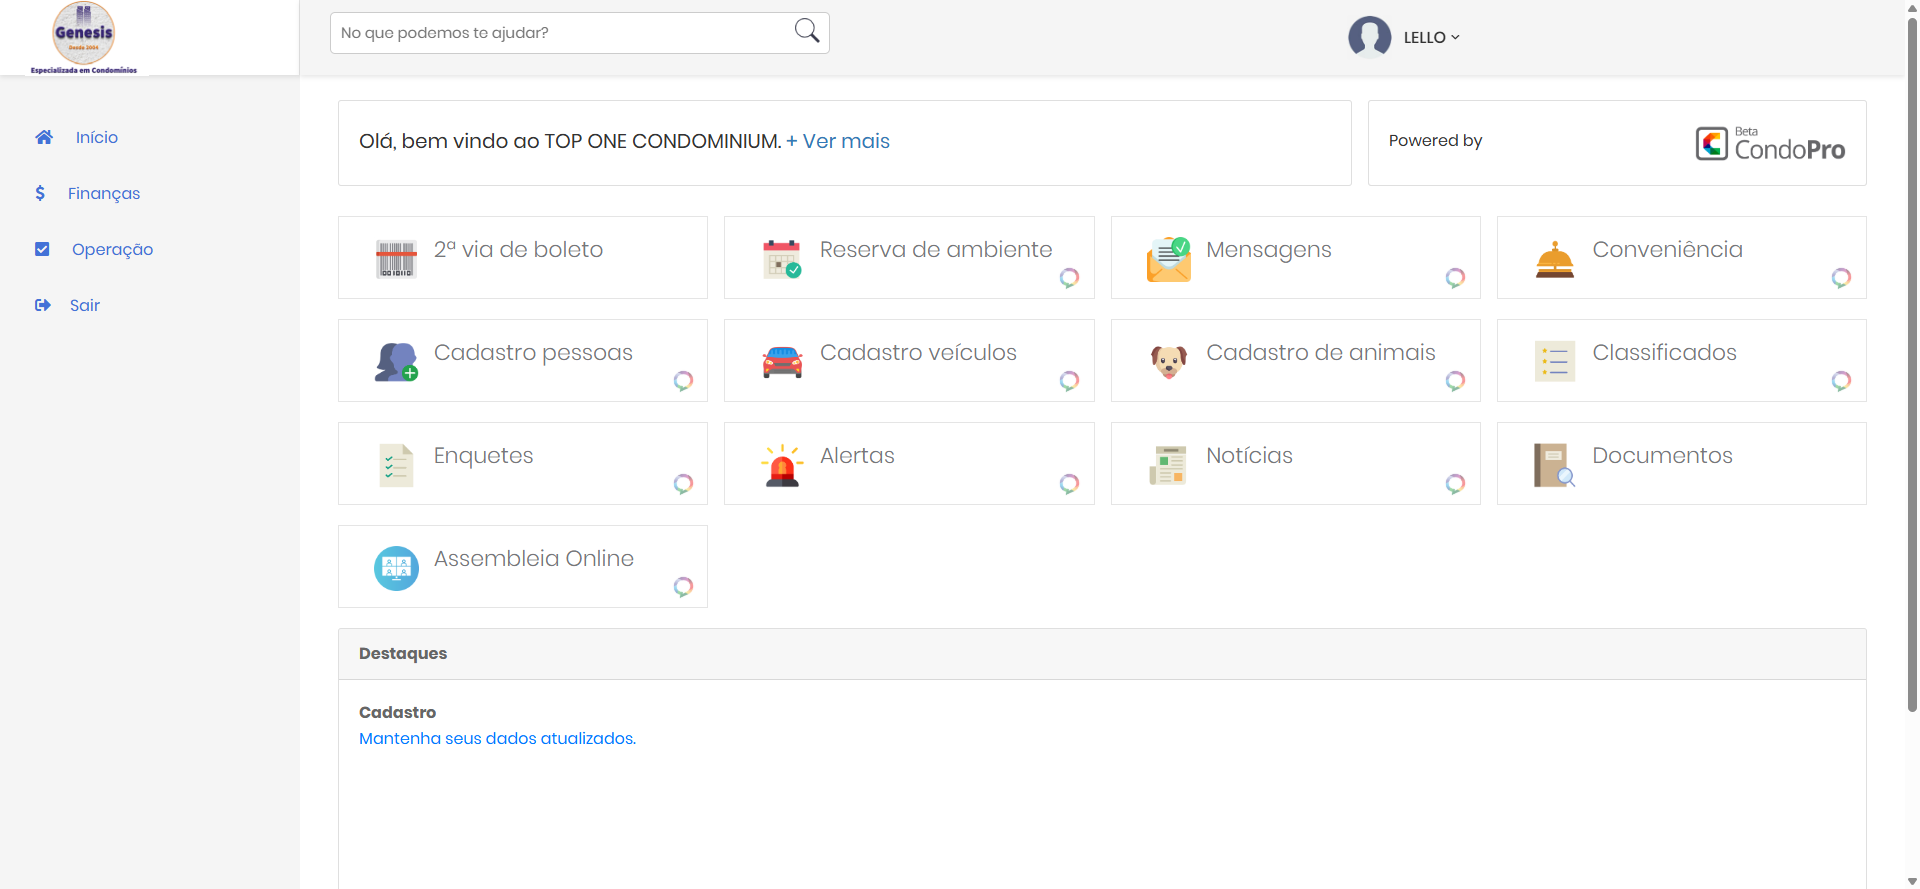 Genesis
Desde 2004
Especializada em Condomínios
No que podemos te ajudar?
LELLO
Início
Finanças
Operação
Sair
Olá, bem vindo ao TOP ONE CONDOMINIUM. + Ver mais
Powered by
Beta
CondoPro
2ª via de boleto
Reserva de ambiente
Mensagens
Conveniência
Cadastro pessoas
Cadastro veículos
Cadastro de animais
Classificados
Enquetes
Alertas
Notícias
Documentos
Assembleia Online
Destaques
Cadastro
Mantenha seus dados atualizados.